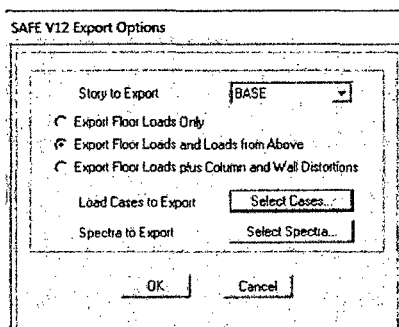 SAFE V12 Export Options
Story to Export BASE
Export Floor Loads Only
Export Floor Loads and Loads from Above
Export Floor Loads plus Column and Wall Distortions
Load Cases to Export Select Cases...
Spectra to Export Select Spectra...
OK Cancel